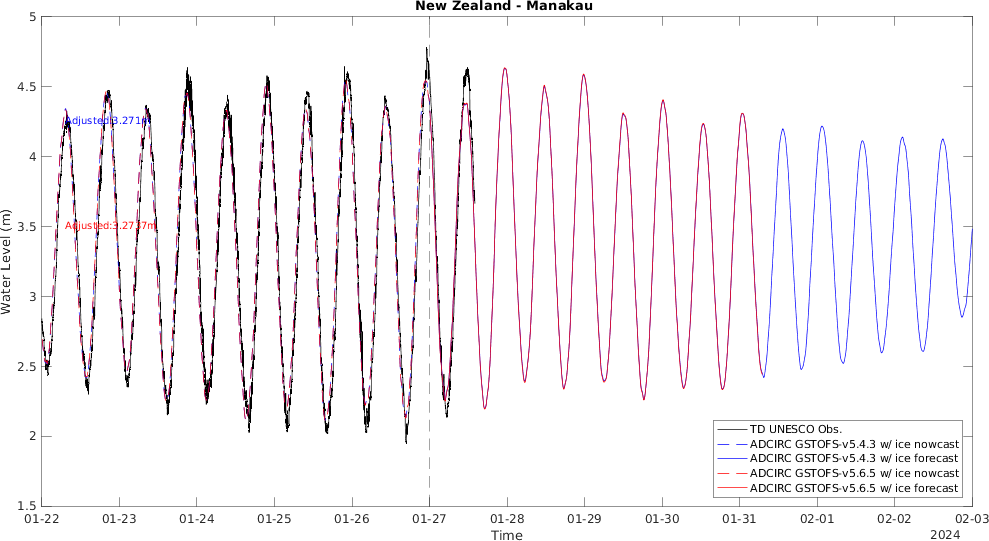 New Zealand - Manakau
Water Level (m)
5
4.5
4
3.5
3
2.5
2
1.5
Adjusted:3.271
Adjusted:3.2737m
TD UNESCO Obs.
ADCIRC GSTOFS-v5.4.3 w/ ice nowcast
ADCIRC GSTOFS-v5.4.3 w/ ice forecast
ADCIRC GSTOFS-v5.6.5 w/ ice nowcast
ADCIRC GSTOFS-v5.6.5 w/ ice forecast
01-22 01-23 01-24 01-25 01-26 01-27 01-28 01-29 01-30 01-31 02-01 02-02 02-03
Time
2024